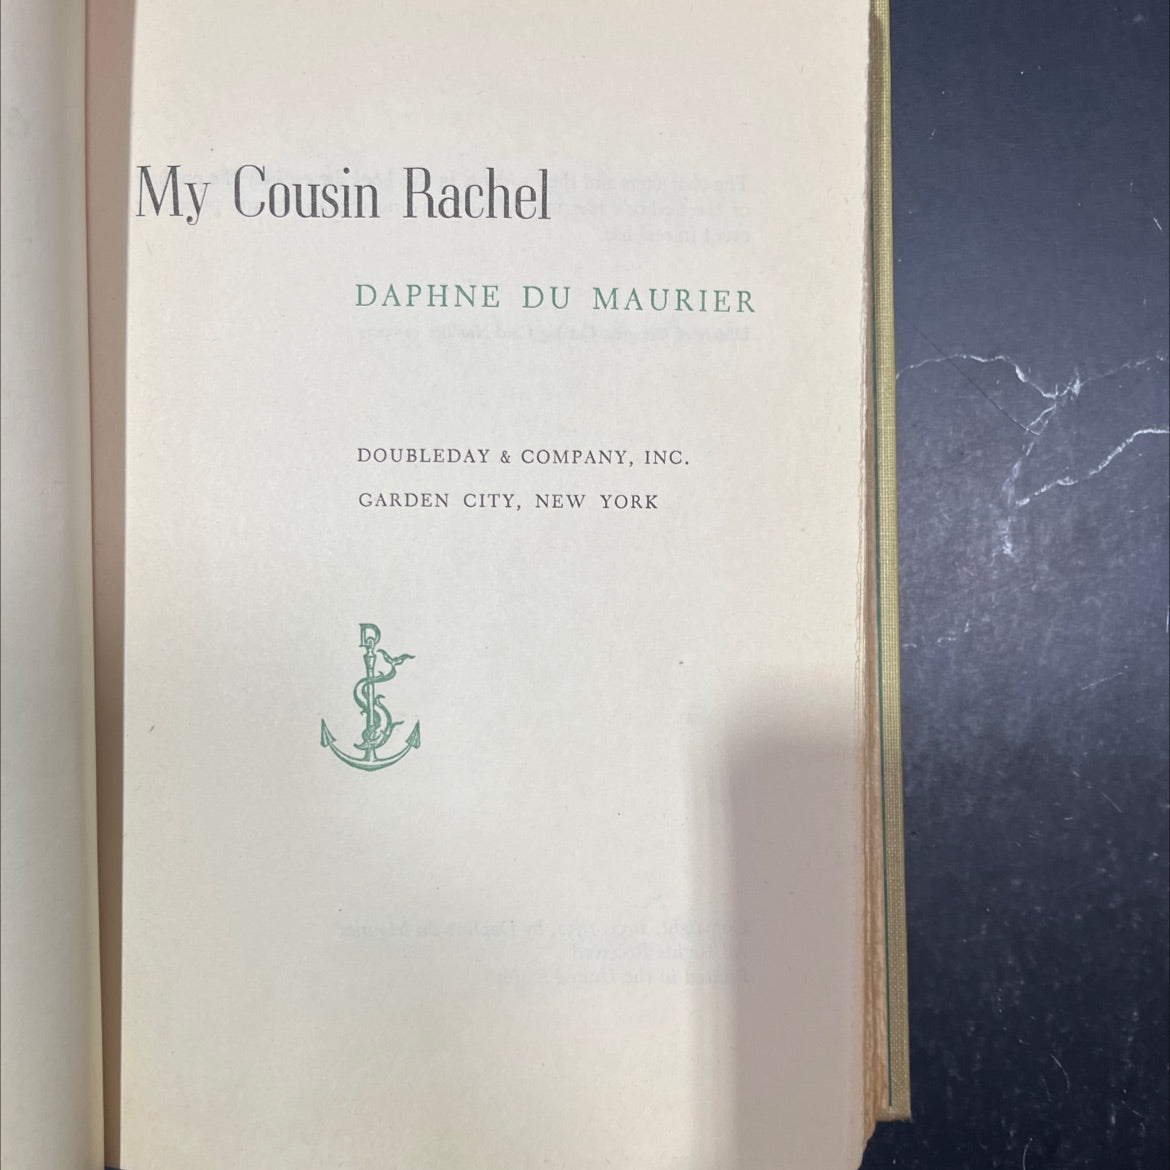 My Cousin Rachel
DAPHNE DU MAURIER
DOUBLEDAY & COMPANY, INC.
GARDEN CITY, NEW YORK
D